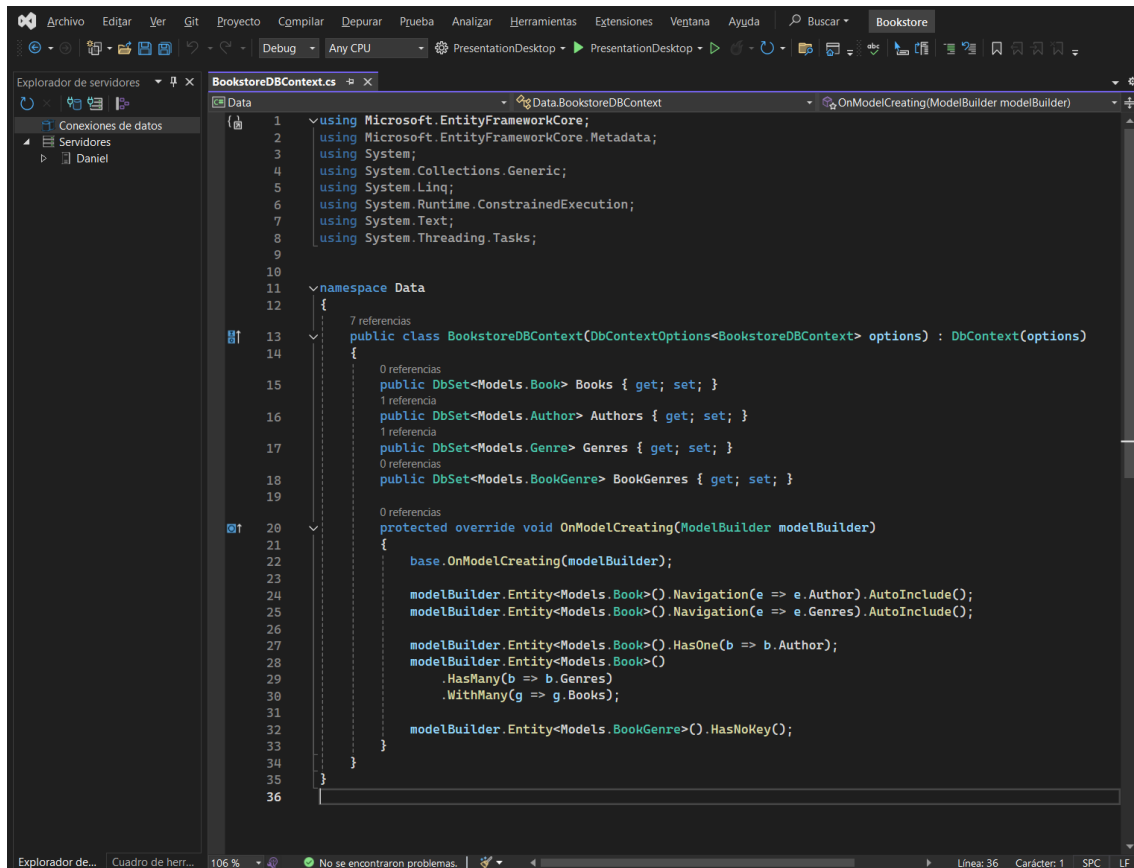 Archivo Editar Ver Git Proyecto Compilar Depurar Prueba Analizar Herramientas Extensiones Ventana Ayuda Buscar Bookstore
Debug Any CPU PresentationDesktop PresentationDesktop
Explorador de servidores
Conexiones de datos
Servidores
Daniel
BookstoreDBContext.cs
Data Data.BookstoreDBContext OnModelCreating(ModelBuilder modelBuilder)
1 using Microsoft.EntityFrameworkCore;
2 using Microsoft.EntityFrameworkCore.Metadata;
3 using System;
4 using System.Collections.Generic;
5 using System.Linq;
6 using System.Runtime.ConstrainedExecution;
7 using System.Text;
8 using System.Threading.Tasks;
9
10
11 namespace Data
12 {
7 referencias
13 public class BookstoreDBContext(DbContextOptions<BookstoreDBContext> options) : DbContext(options)
14 {
0 referencias
15 public DbSet<Models.Book> Books { get; set; }
1 referencia
16 public DbSet<Models.Author> Authors { get; set; }
1 referencia
17 public DbSet<Models.Genre> Genres { get; set; }
0 referencias
18 public DbSet<Models.BookGenre> BookGenres { get; set; }
19
0 referencias
20 protected override void OnModelCreating(ModelBuilder modelBuilder)
21 {
22 base.OnModelCreating(modelBuilder);
23
24 modelBuilder.Entity<Models.Book>().Navigation(e => e.Author).AutoInclude();
25 modelBuilder.Entity<Models.Book>().Navigation(e => e.Genres).AutoInclude();
26
27 modelBuilder.Entity<Models.Book>().HasOne(b => b.Author);
28 modelBuilder.Entity<Models.Book>()
29 .HasMany(b => b.Genres)
30 .WithMany(g => g.Books);
31
32 modelBuilder.Entity<Models.BookGenre>().HasNoKey();
33 }
34 }
35 }
36
Explorador de... Cuadro de herr... 106 % No se encontraron problemas. Línea: 36 Carácter: 1 SPC LF